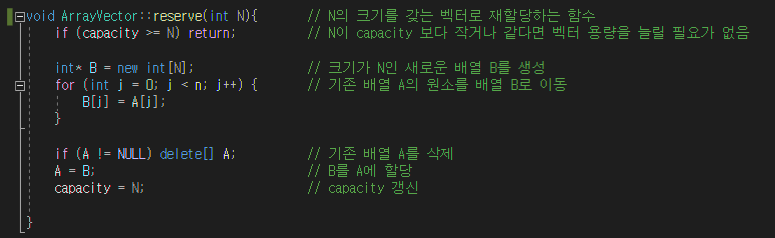 void ArrayVector::reserve(int N){ // N의 크기를 갖는 벡터로 재할당하는 함수
if (capacity >= N) return; // N이 capacity 보다 작거나 같다면 벡터 용량을 늘릴 필요가 없음
int* B = new int[N]; // 크기가 N인 새로운 배열 B를 생성
for (int j = 0; j < n; j++) { // 기존 배열 A의 원소를 배열 B로 이동
B[j] = A[j];
}
if (A != NULL) delete[] A; // 기존 배열 A를 삭제
A = B; // B를 A에 할당
capacity = N; // capacity 갱신
}